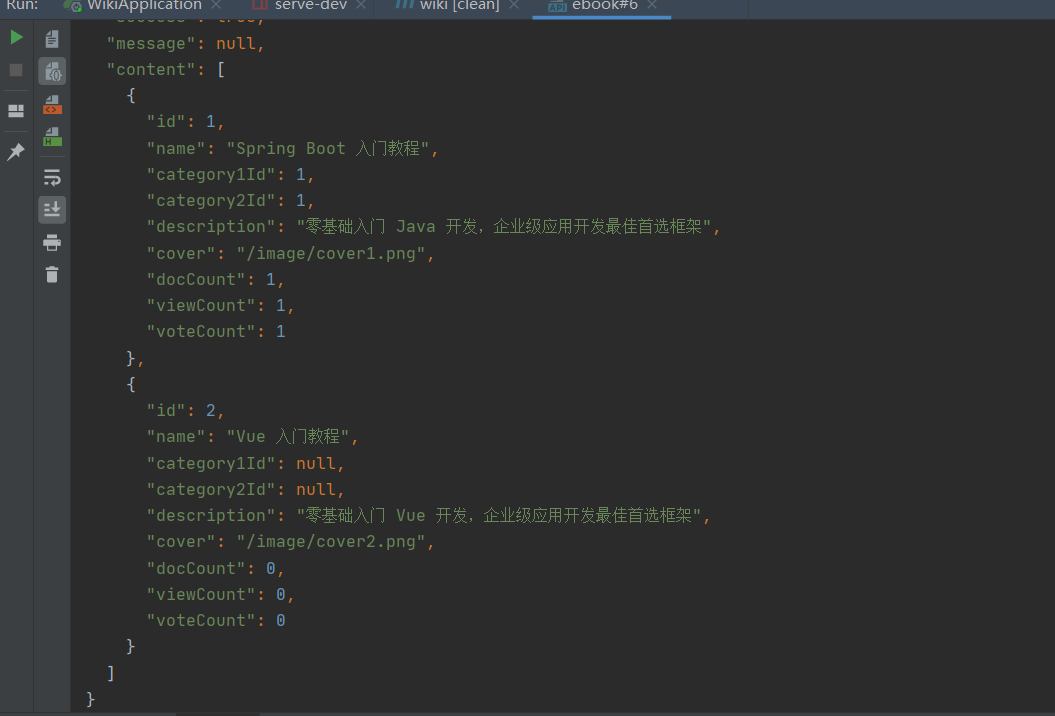 Run: WikiApplication serve-dev wiki [clean] ebook#6
"success": true,
"message": null,
"content": [
{
"id": 1,
"name": "Spring Boot 入门教程",
"category1Id": 1,
"category2Id": 1,
"description": "零基础入门 Java 开发，企业级应用开发最佳首选框架",
"cover": "/image/cover1.png",
"docCount": 1,
"viewCount": 1,
"voteCount": 1
},
{
"id": 2,
"name": "Vue 入门教程",
"category1Id": null,
"category2Id": null,
"description": "零基础入门 Vue 开发，企业级应用开发最佳首选框架",
"cover": "/image/cover2.png",
"docCount": 0,
"viewCount": 0,
"voteCount": 0
}
]
}